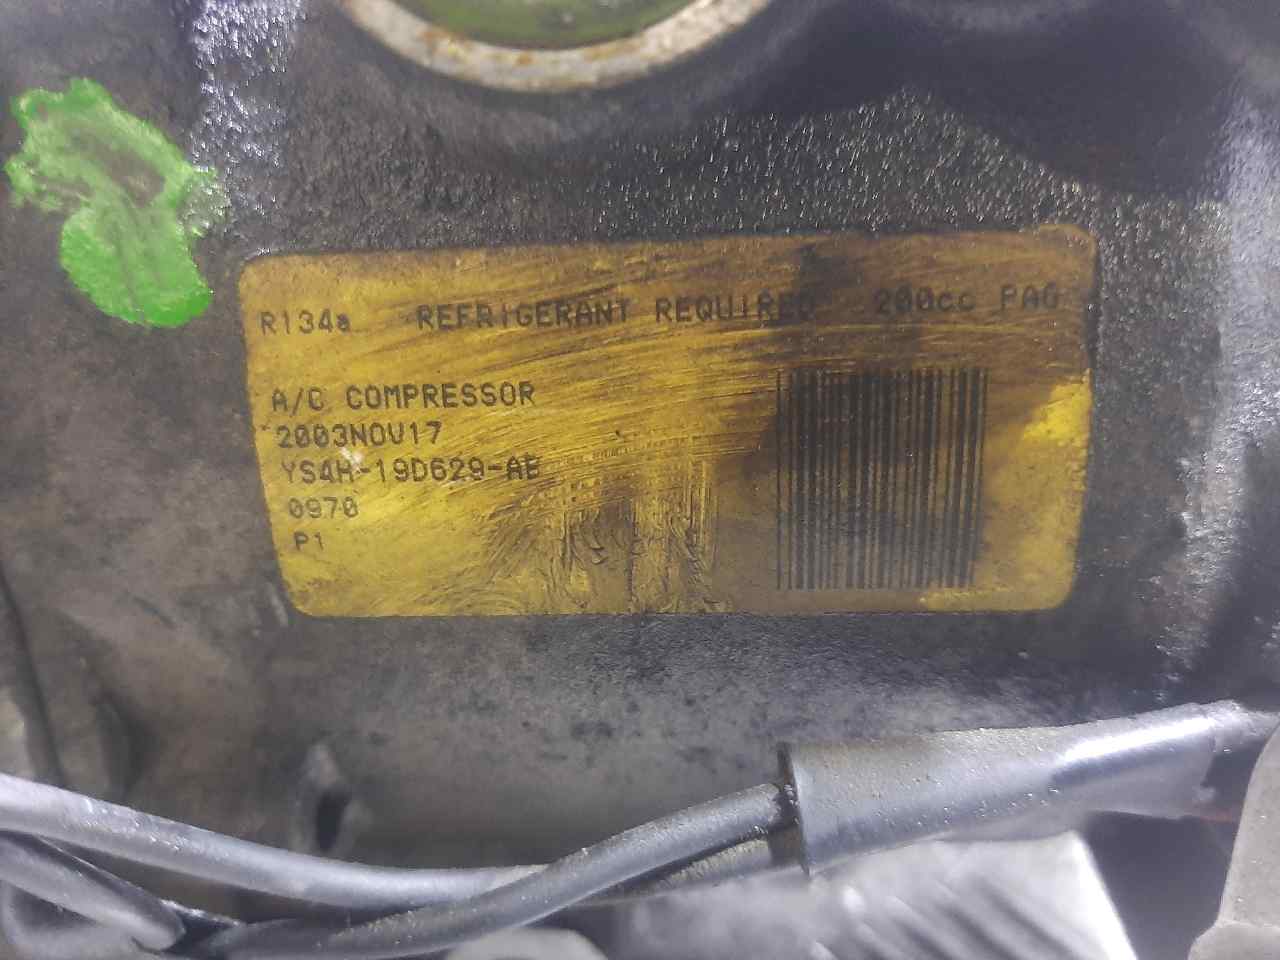 R134a REFRIGERANT REQUIRED 200cc PAG
A/C COMPRESSOR
2003NOV17
YS4H-19D629-AB
0970
P1